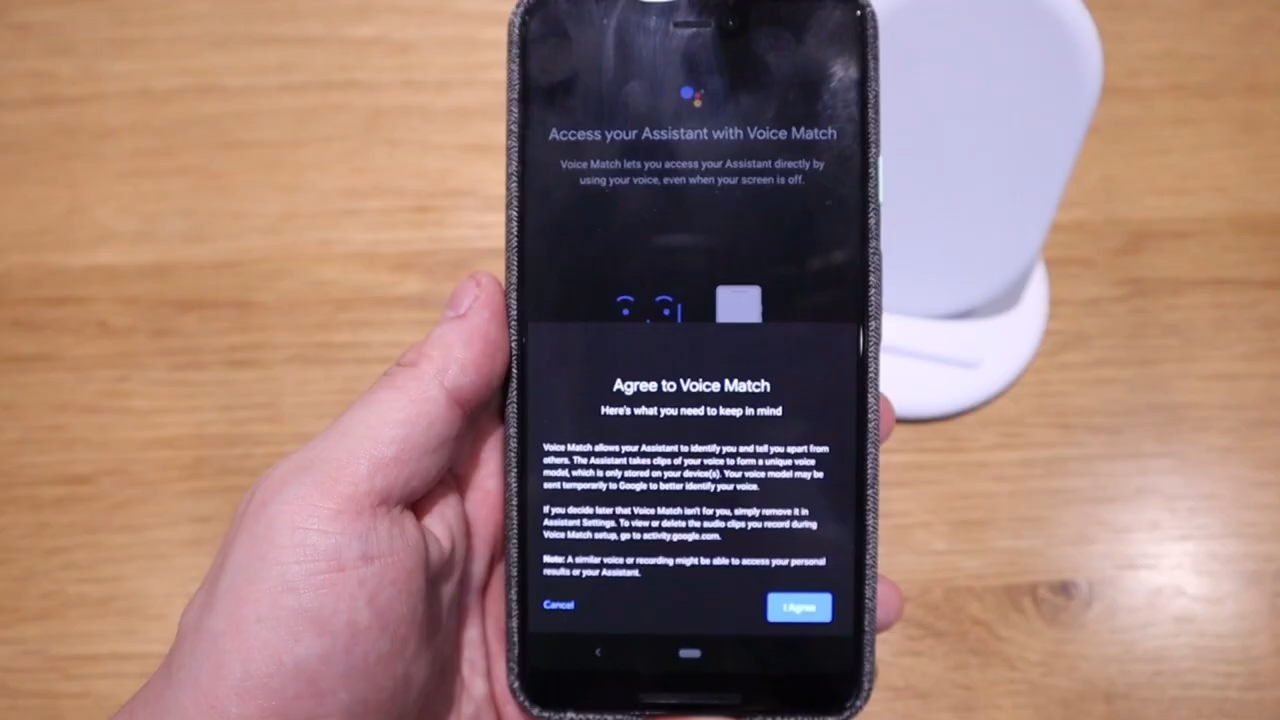 Access your Assistant with Voice Match
Voice Match lets you access your Assistant directly by
using your voice, even when your screen is off.
Agree to Voice Match
Here's what you need to keep in mind
Voice Match allows your Assistant to identify you and tell you apart from
others. The Assistant takes clips of your voice to form a unique voice
model, which is only stored on your device(s). Your voice model may be
sent temporarily to Google to better identify your voice.
If you decide later that Voice Match isn't for you, simply remove it in
Assistant Settings. To view or delete the audio clips you record during
Voice Match setup, go to activity.google.com.
Note: A similar voice or recording might be able to access your personal
results or your Assistant.
Cancel
I Agree